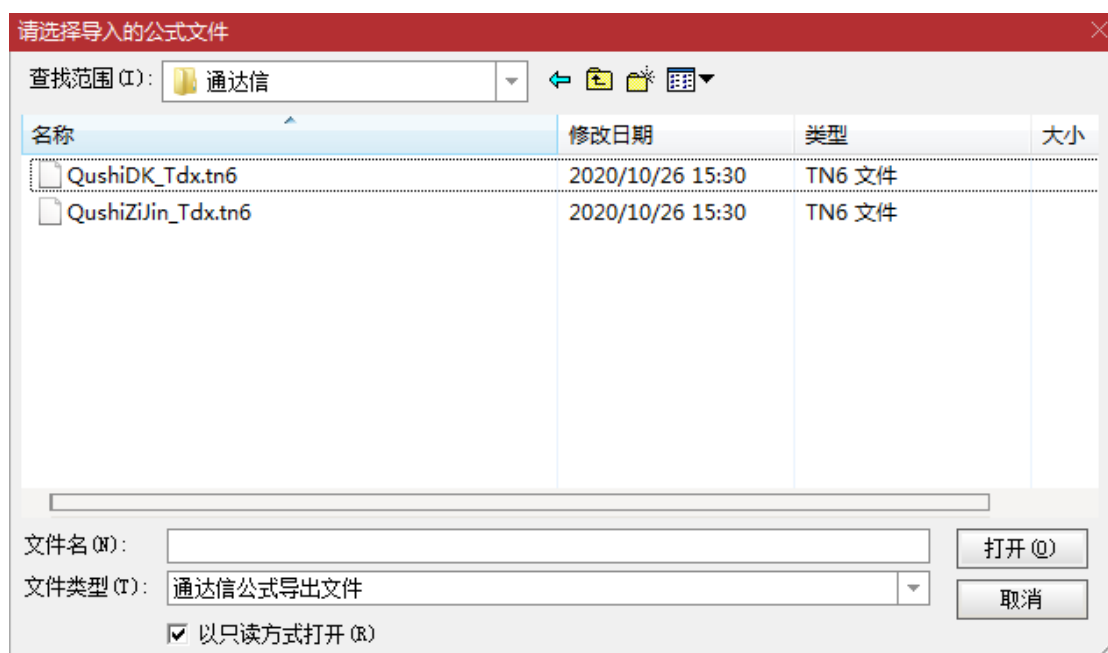 请选择导入的公式文件
查找范围(I): 通达信
名称 修改日期 类型 大小
QushiDK_Tdx.tn6 2020/10/26 15:30 TN6 文件
QushiZiJin_Tdx.tn6 2020/10/26 15:30 TN6 文件
文件名(N): 打开(O)
文件类型(T): 通达信公式导出文件 取消
以只读方式打开(R)